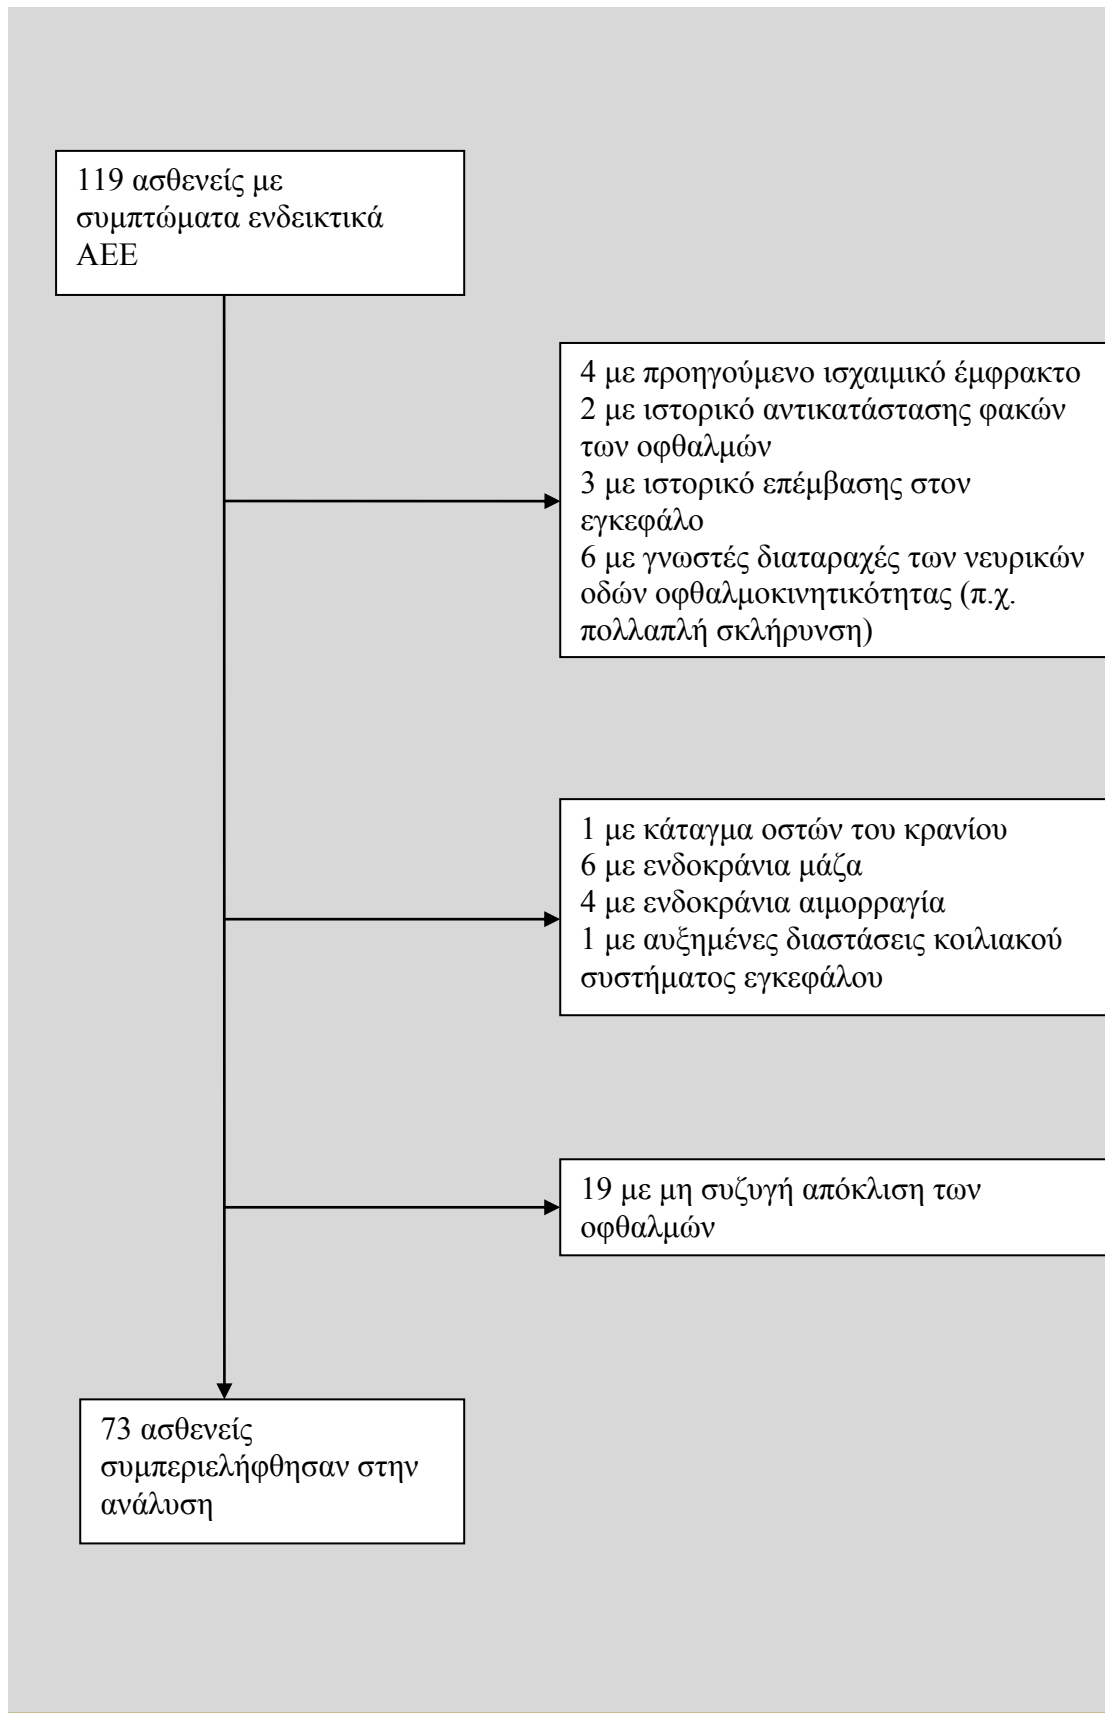 119 ασθενείς με
συμπτώματα ενδεικτικά
ΑΕΕ
4 με προηγούμενο ισχαιμικό έμφρακτο
2 με ιστορικό αντικατάστασης φακών
των οφθαλμών
3 με ιστορικό επέμβασης στον
εγκεφάλο
6 με γνωστές διαταραχές των νευρικών
οδών οφθαλμοκινητικότητας (π.χ.
πολλαπλή σκλήρυνση)
1 με κάταγμα οστών του κρανίου
6 με ενδοκράνια μάζα
4 με ενδοκράνια αιμορραγία
1 με αυξημένες διαστάσεις κοιλιακού
συστήματος εγκεφάλου
19 με μη συζυγή απόκλιση των
οφθαλμών
73 ασθενείς
συμπεριελήφθησαν στην
ανάλυση